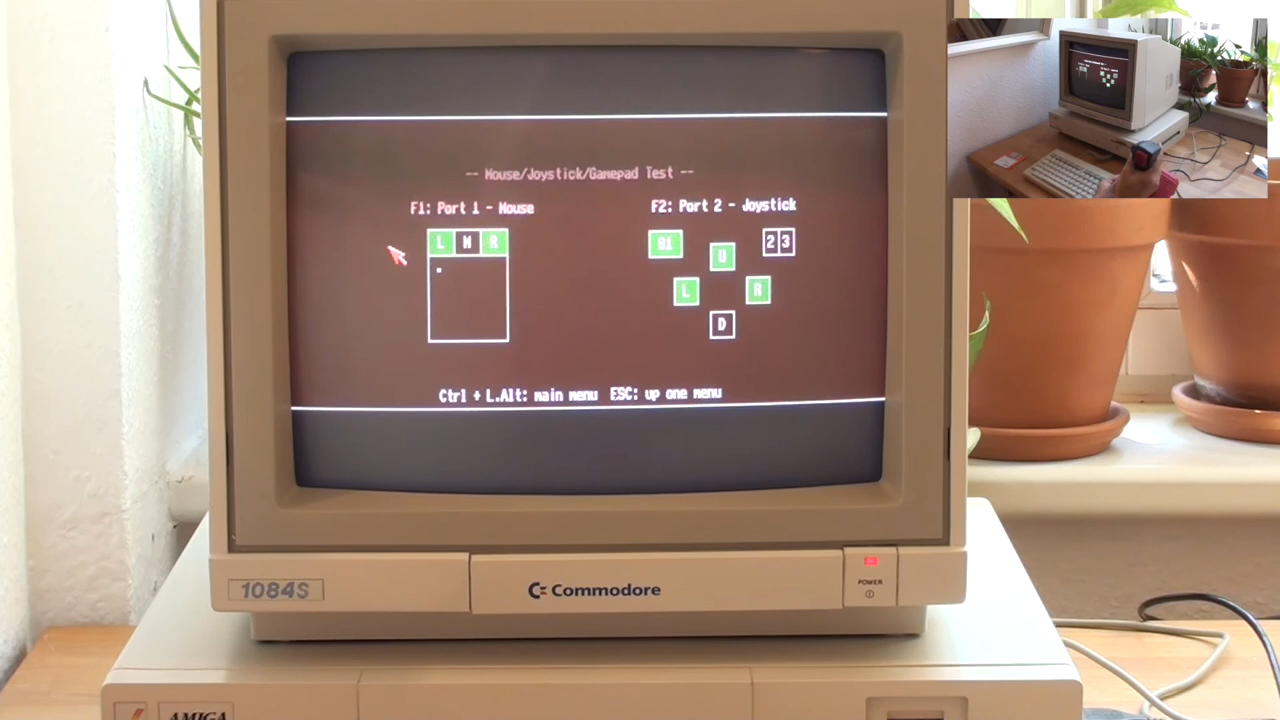 -- Mouse/Joystick/Gamepad Test --
F1: Port 1 - Mouse
F2: Port 2 - Joystick
L M R
B1
U
2 3
L
R
D
Ctrl + L.Alt: main menu ESC: up one menu
1084S
Commodore
POWER
AMIGA